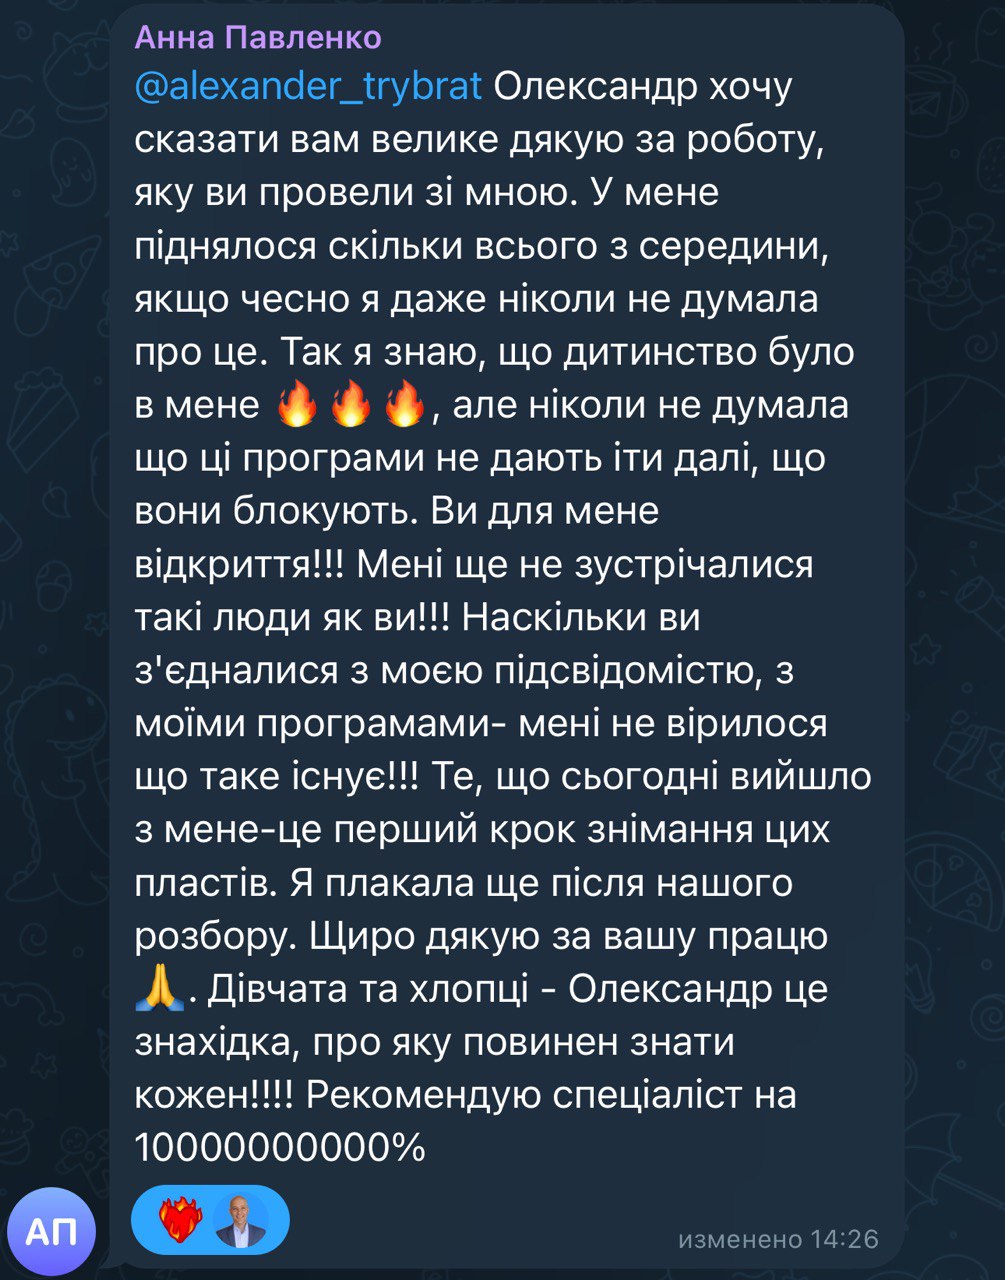 Анна Павленко
@alexander_trybrat Олександр хочу
сказати вам велике дякую за роботу,
яку ви провели зі мною. У мене
піднялося скільки всього з середини,
якщо чесно я даже ніколи не думала
про це. Так я знаю, що дитинство було
в мене 🔥🔥🔥, але ніколи не думала
що ці програми не дають іти далі, що
вони блокують. Ви для мене
відкриття!!! Мені ще не зустрічалися
такі люди як ви!!! Наскільки ви
з'єдналися з моєю підсвідомістю, з
моїми програмами- мені не вірилося
що таке існує!!! Те, що сьогодні вийшло
з мене-це перший крок знімання цих
пластів. Я плакала ще після нашого
розбору. Щиро дякую за вашу працю
🙏. Дівчата та хлопці - Олександр це
знахідка, про яку повинен знати
кожен!!!! Рекомендую спеціаліст на
10000000000%
АП
изменено 14:26